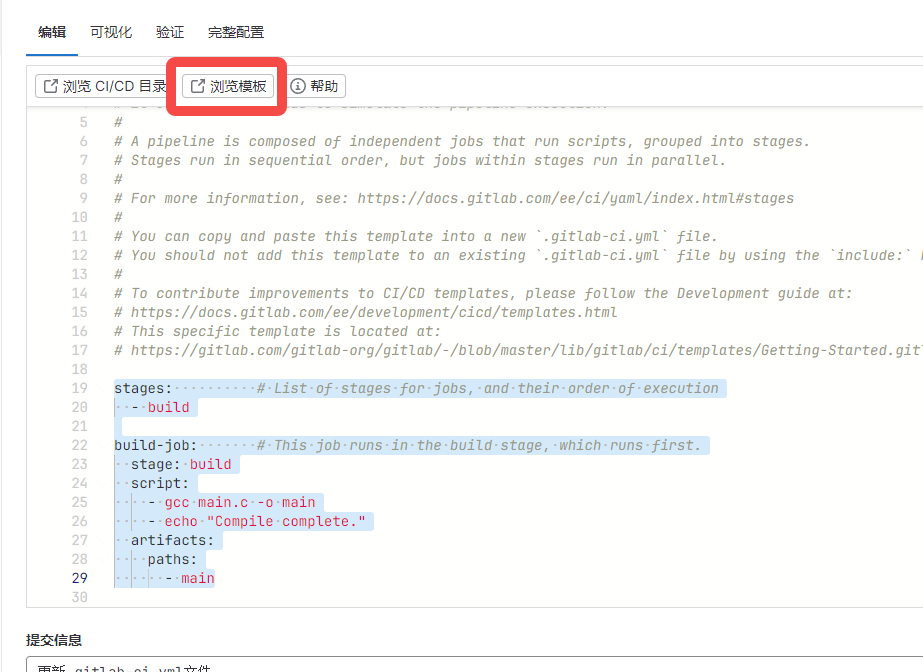 编辑 可视化 验证 完整配置
浏览 CI/CD 目录 浏览模板 帮助
5 #
6 # A pipeline is composed of independent jobs that run scripts, grouped into stages.
7 # Stages run in sequential order, but jobs within stages run in parallel.
8 #
9 # For more information, see: https://docs.gitlab.com/ee/ci/yaml/index.html#stages
10 #
11 # You can copy and paste this template into a new `.gitlab-ci.yml` file.
12 # You should not add this template to an existing `.gitlab-ci.yml` file by using the `include:`
13 #
14 # To contribute improvements to CI/CD templates, please follow the Development guide at:
15 # https://docs.gitlab.com/ee/development/cicd/templates.html
16 # This specific template is located at:
17 # https://gitlab.com/gitlab-org/gitlab/-/blob/master/lib/gitlab/ci/templates/Getting-Started.gitl
18
19 stages:          # List of stages for jobs, and their order of execution
20   - build
21
22 build-job:       # This job runs in the build stage, which runs first.
23   stage: build
24   script:
25     - gcc main.c -o main
26     - echo "Compile complete."
27   artifacts:
28     paths:
29       - main
30
提交信息
更新 .gitlab-ci.yml文件